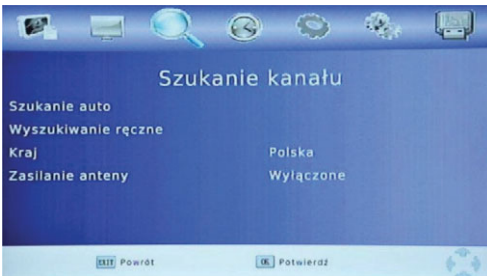 Szukanie kanału
Szukanie auto
Wyszukiwanie ręczne
Kraj Polska
Zasilanie anteny Wyłączone
EXIT Powrót OK Potwierdź